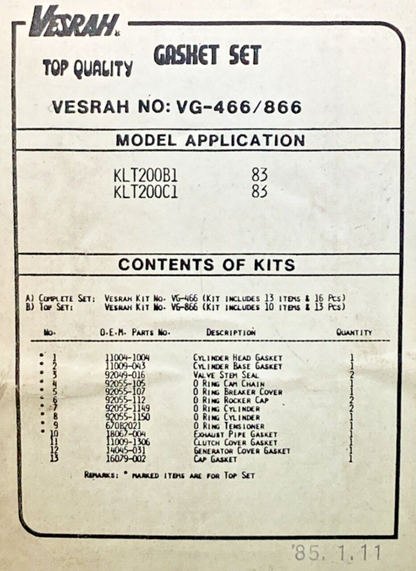 VESRAH®
GASKET SET
TOP QUALITY
VESRAH NO: VG-466/866
MODEL APPLICATION
KLT200B1 83
KLT200C1 83
CONTENTS OF KITS
A) COMPLETE SET: VESRAH KIT NO. VG-466 (KIT INCLUDES 13 ITEMS & 16 PCS)
B) TOP SET: VESRAH KIT NO. VG-866 (KIT INCLUDES 10 ITEMS & 13 PCS)
NO. O.E.M. PARTS NO. DESCRIPTION QUANTITY
* 1 11004-1004 CYLINDER HEAD GASKET 1
* 2 11009-043 CYLINDER BASE GASKET 1
* 3 92049-016 VALVE STEM SEAL 2
* 4 92055-105 O RING CAM CHAIN 1
* 5 92055-107 O RING BREAKER COVER 1
* 6 92055-112 O RING ROCKER CAP 2
* 7 92055-1149 O RING CYLINDER 2
* 8 92055-1150 O RING CYLINDER 1
* 9 670B2021 O RING TENSIONER 1
* 10 18067-004 EXHAUST PIPE GASKET 1
11 11009-1306 CLUTCH COVER GASKET 1
12 14045-031 GENERATOR COVER GASKET 1
13 16079-002 CAP GASKET 1
REMARKS: * MARKED ITEMS ARE FOR TOP SET
'85. 1. 11